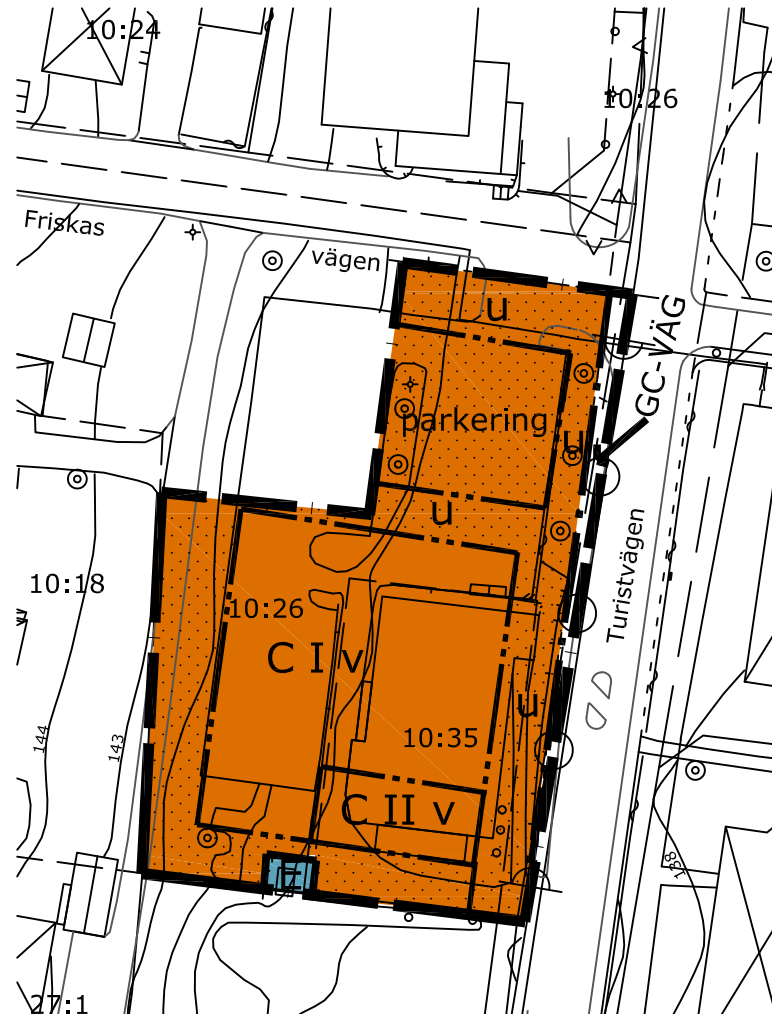 10:24
10:26
Friskas
vägen
u
GC-VÄG
parkering
u
u
10:18
10:26
Turistvägen
C I v
u
144
143
10:35
C II v
E
138
27:1